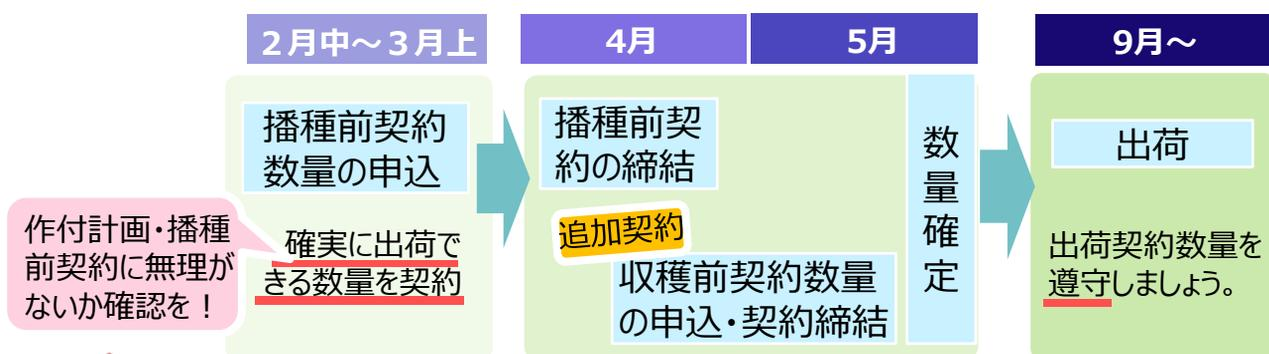 ２月中～３月上
4月
5月
9月～
播種前契約
数量の申込
確実に出荷で
きる数量を契約
作付計画・播種
前契約に無理が
ないか確認を！
播種前契
約の締結
追加契約
収穫前契約数量
の申込・契約締結
数量確定
出荷
出荷契約数量を
遵守しましょう。